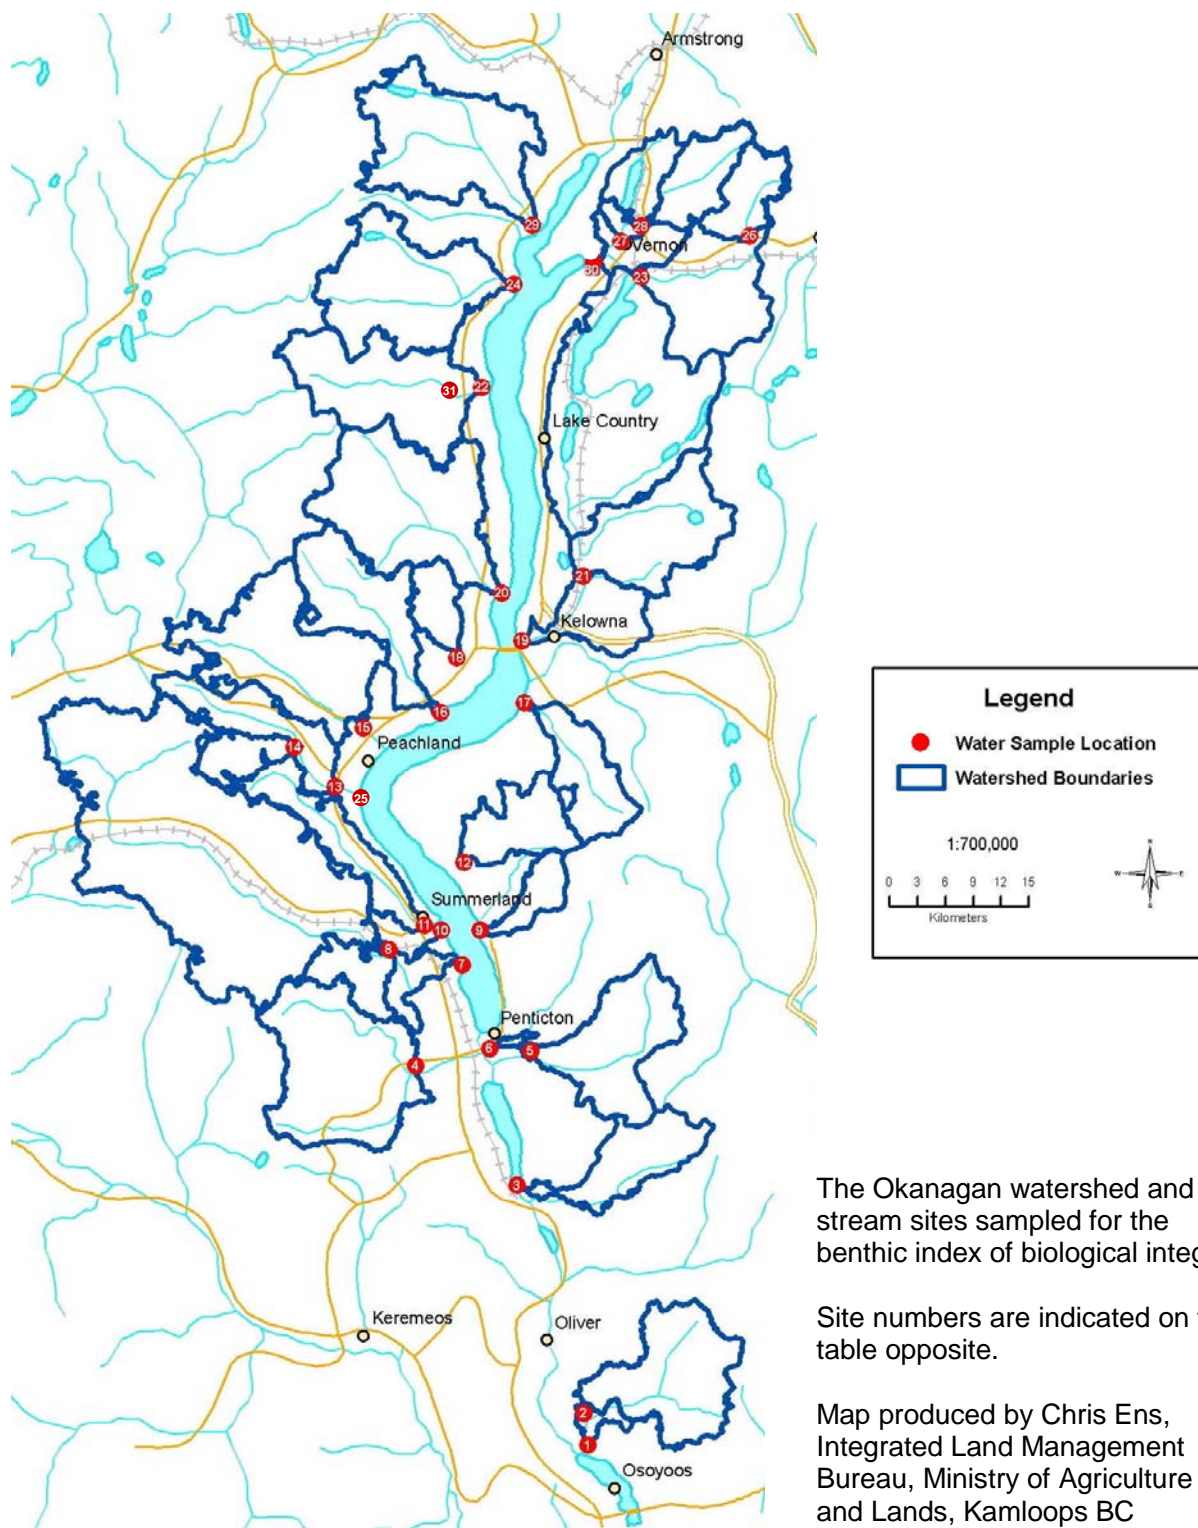 Armstrong
29
28
27
Vernon
26
30
23
24
31
22
Lake Country
21
20
19
Kelowna
18
17
16
15
Peachland
14
13
25
12
Summerland
11
10
9
8
7
Penticton
6
5
4
3
Keremeos
Oliver
2
1
Osoyoos
Legend
Water Sample Location
Watershed Boundaries
1:700,000
0 3 6 9 12 15
Kilometers
N
W E
S
The Okanagan watershed and
stream sites sampled for the
benthic index of biological integ
Site numbers are indicated on
table opposite.
Map produced by Chris Ens,
Integrated Land Management
Bureau, Ministry of Agriculture
and Lands, Kamloops BC